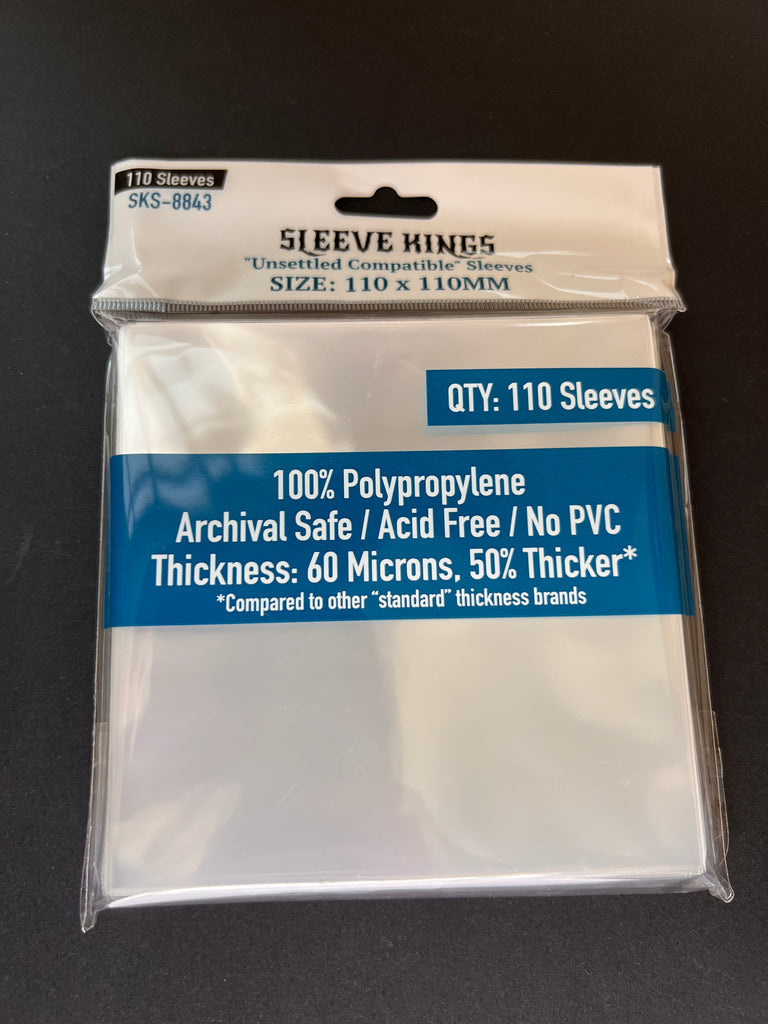 110 Sleeves
SKS-8843
SLEEVE KINGS
"Unsettled Compatible" Sleeves
SIZE: 110 x 110MM
QTY: 110 Sleeves
100% Polypropylene
Archival Safe / Acid Free / No PVC
Thickness: 60 Microns, 50% Thicker*
*Compared to other “standard” thickness brands